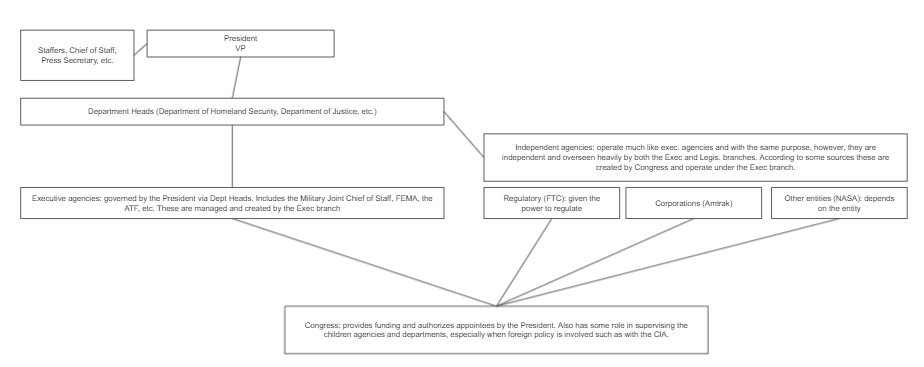 Staffers, Chief of Staff,
Press Secretary, etc.
President
VP
Department Heads (Department of Homeland Security, Department of Justice, etc.)
Independent agencies: operate much like exec. agencies and with the same purpose, however, they are
independent and overseen heavily by both the Exec and Legis. branches. According to some sources these are
created by Congress and operate under the Exec branch.
Executive agencies: governed by the President via Dept Heads. Includes the Military Joint Chief of Staff, FEMA, the
ATF, etc. These are managed and created by the Exec branch
Regulatory (FTC): given the
power to regulate
Corporations (Amtrak)
Other entities (NASA): depends
on the entity
Congress: provides funding and authorizes appointees by the President. Also has some role in supervising the
children agencies and departments, especially when foreign policy is involved such as with the CIA.